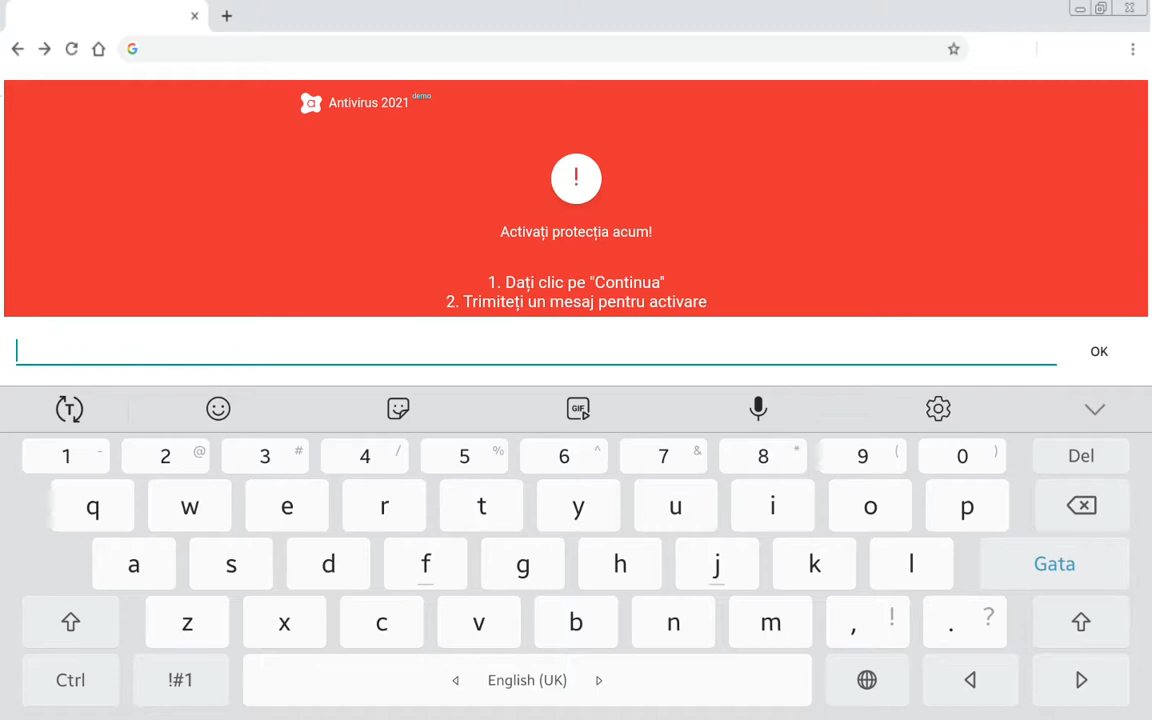 Antivirus 2021 demo
!
Activați protecția acum!
1. Dați clic pe "Continua"
2. Trimiteți un mesaj pentru activare
OK
T
GIF
1 - 2 @ 3 # 4 / 5 % 6 ^ 7 & 8 * 9 ( 0 ) Del
q w e r t y u i o p
a s d f g h j k l Gata
z x c v b n m , ! . ?
Ctrl !#1 English (UK)